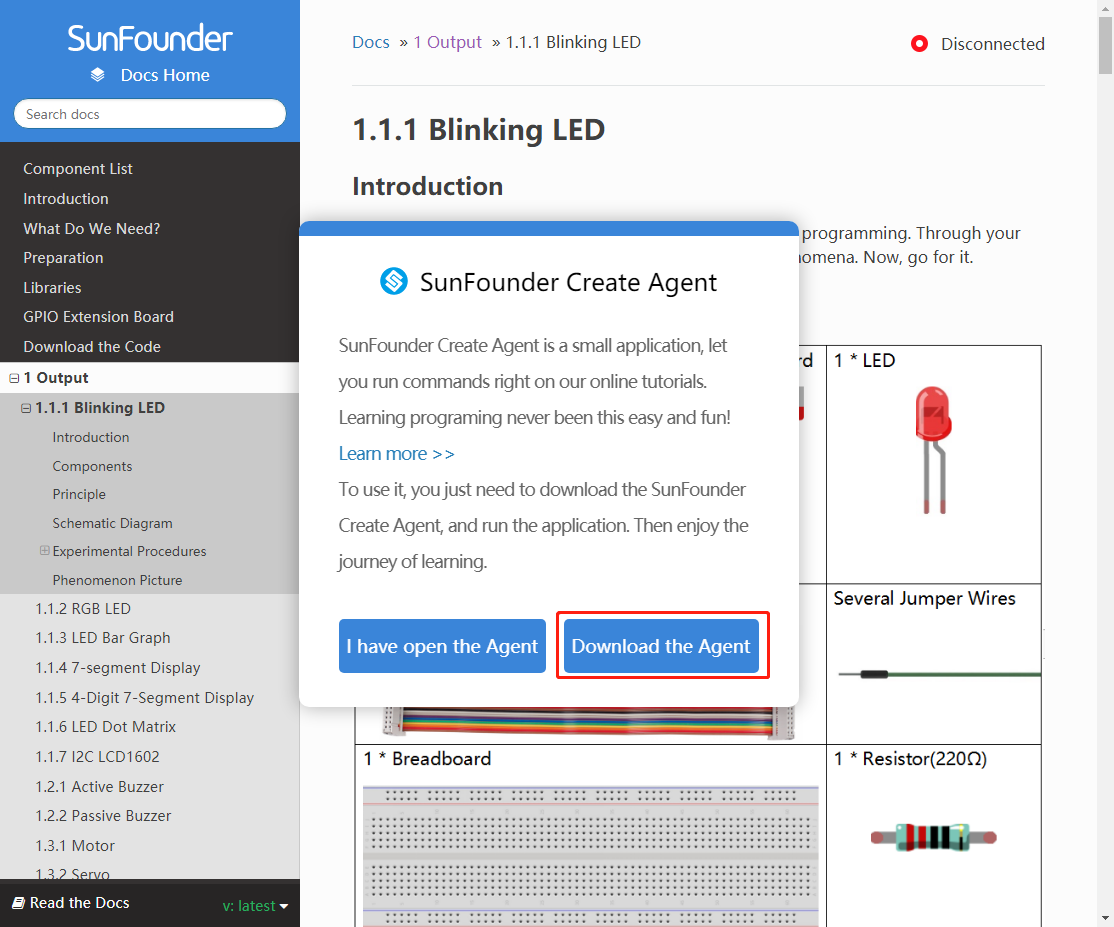 SunFounder
Docs Home
Search docs
Component List
Introduction
What Do We Need?
Preparation
Libraries
GPIO Extension Board
Download the Code
1 Output
1.1.1 Blinking LED
Introduction
Components
Principle
Schematic Diagram
Experimental Procedures
Phenomenon Picture
1.1.2 RGB LED
1.1.3 LED Bar Graph
1.1.4 7-segment Display
1.1.5 4-Digit 7-Segment Display
1.1.6 LED Dot Matrix
1.1.7 I2C LCD1602
1.2.1 Active Buzzer
1.2.2 Passive Buzzer
1.3.1 Motor
1.3.2 Servo
Read the Docs
v: latest
Docs » 1 Output » 1.1.1 Blinking LED
Disconnected
1.1.1 Blinking LED
Introduction
programming. Through your
nomena. Now, go for it.
SunFounder Create Agent
SunFounder Create Agent is a small application, let
you run commands right on our online tutorials.
Learning programing never been this easy and fun!
Learn more >>
To use it, you just need to download the SunFounder
Create Agent, and run the application. Then enjoy the
journey of learning.
I have open the Agent
Download the Agent
rd
1 * LED
Several Jumper Wires
1 * Breadboard
1 * Resistor(220Ω)